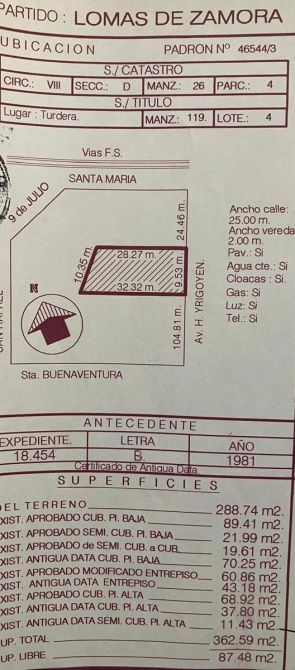 PARTIDO : LOMAS DE ZAMORA
UBICACION PADRON Nº 46544/3
S./ CATASTRO
CIRC.: VIII SECC.: D MANZ.: 26 PARC.: 4
S./ TITULO
Lugar : Turdera. MANZ.: 119. LOTE.: 4
Vias F.S.
SANTA MARIA
9 de JULIO
24.46 m.
Ancho calle:
25.00 m.
Ancho vereda
2.00 m.
Pav.: Si
Agua cte.: Si
Cloacas : Si.
Gas: Si
Luz: Si
Tel.: Si
10.35 m.
28.27 m.
9.53 m.
32.32 m.
Av. H. YRIGOYEN.
N
104.81 m.
Sta. BUENAVENTURA
ANTECEDENTE
EXPEDIENTE. LETRA AÑO
18.454 B. 1981
Certificado de Antigua Data
SUPERFICIES
DEL TERRENO 288.74 m2.
XIST. APROBADO CUB. Pl. BAJA 89.41 m2.
XIST. APROBADO SEMI. CUB. Pl. BAJA 21.99 m2.
XIST. APROBADO de SEMI. CUB. a CUB. 19.61 m2.
XIST. ANTIGUA DATA CUB. Pl. BAJA 70.25 m2.
XIST. APROBADO MODIFICADO ENTREPISO 60.86 m2.
XIST. ANTIGUA DATA ENTREPISO 43.18 m2.
XIST. APROBADO CUB. Pl. ALTA 68.92 m2.
XIST. ANTIGUA DATA CUB. Pl. ALTA 37.80 m2.
XIST. ANTIGUA DATA SEMI CUB. Pl. ALTA 11.43 m2.
UP. TOTAL 362.59 m2.
UP. LIBRE 87.48 m2.